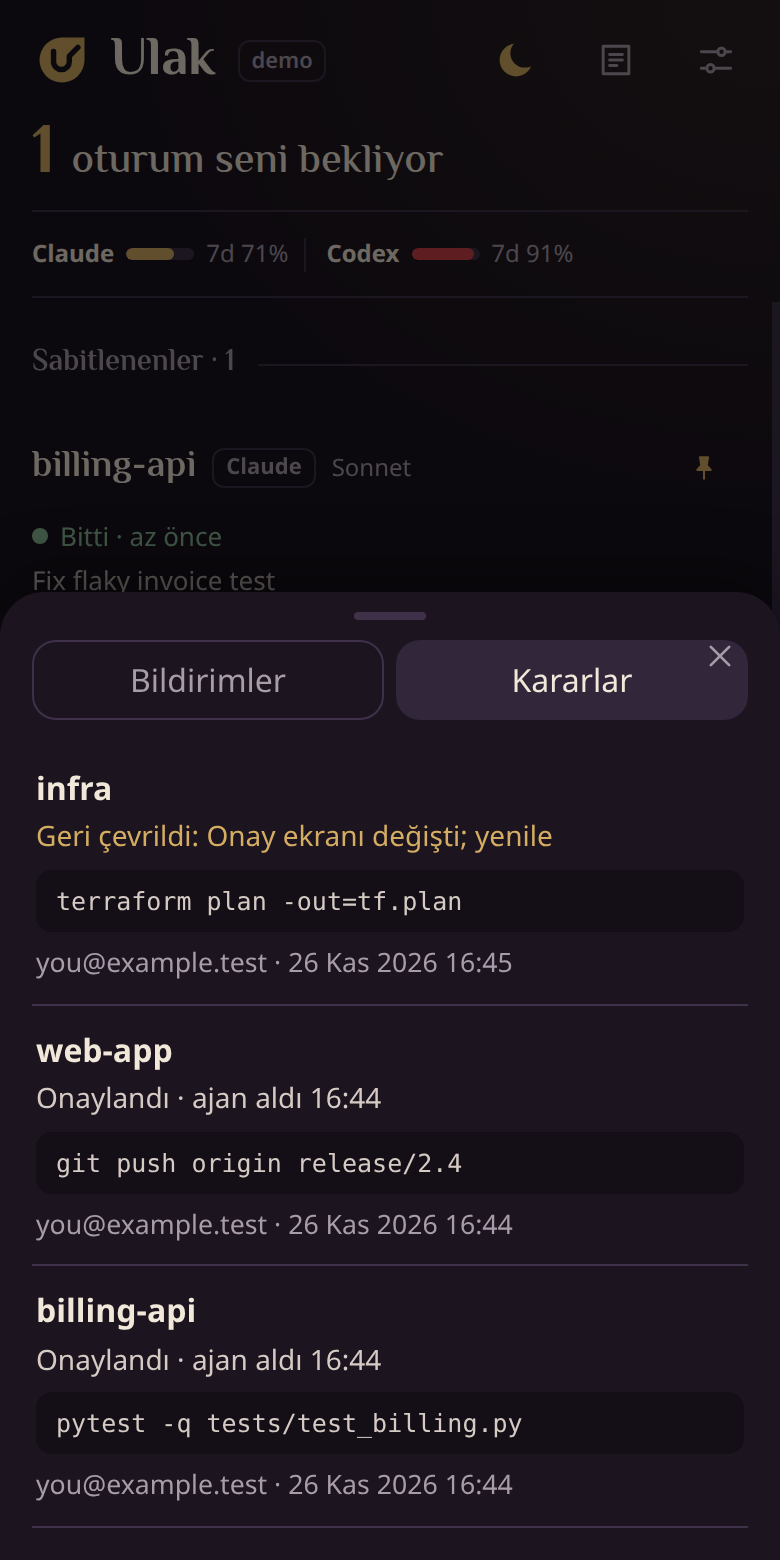 Ulak demo
1 oturum seni bekliyor
Claude 7d 71% Codex 7d 91%
Sabitlenenler · 1
billing-api Claude Sonnet
Bitti · az önce
Fix flaky invoice test
Bildirimler Kararlar
infra
Geri çevrildi: Onay ekranı değişti; yenile
terraform plan -out=tf.plan
you@example.test · 26 Kas 2026 16:45
web-app
Onaylandı · ajan aldı 16:44
git push origin release/2.4
you@example.test · 26 Kas 2026 16:44
billing-api
Onaylandı · ajan aldı 16:44
pytest -q tests/test_billing.py
you@example.test · 26 Kas 2026 16:44